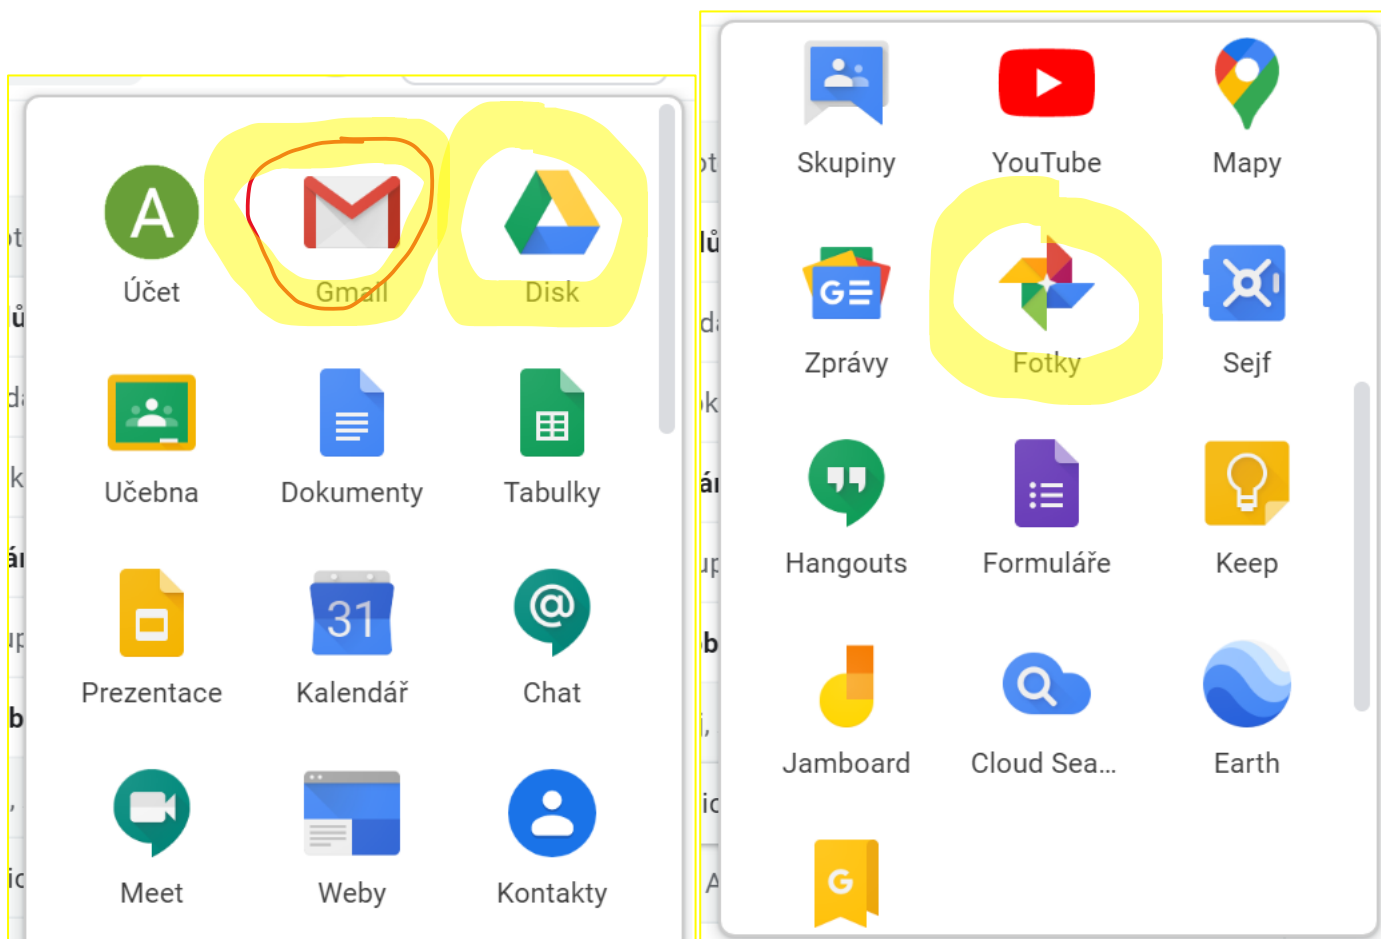 Účet Gmail Disk
Učebna Dokumenty Tabulky
31
Prezentace Kalendář Chat
Meet Weby Kontakty
Skupiny YouTube Mapy
Zprávy Fotky Sejf
Hangouts Formuláře Keep
Jamboard Cloud Sea... Earth